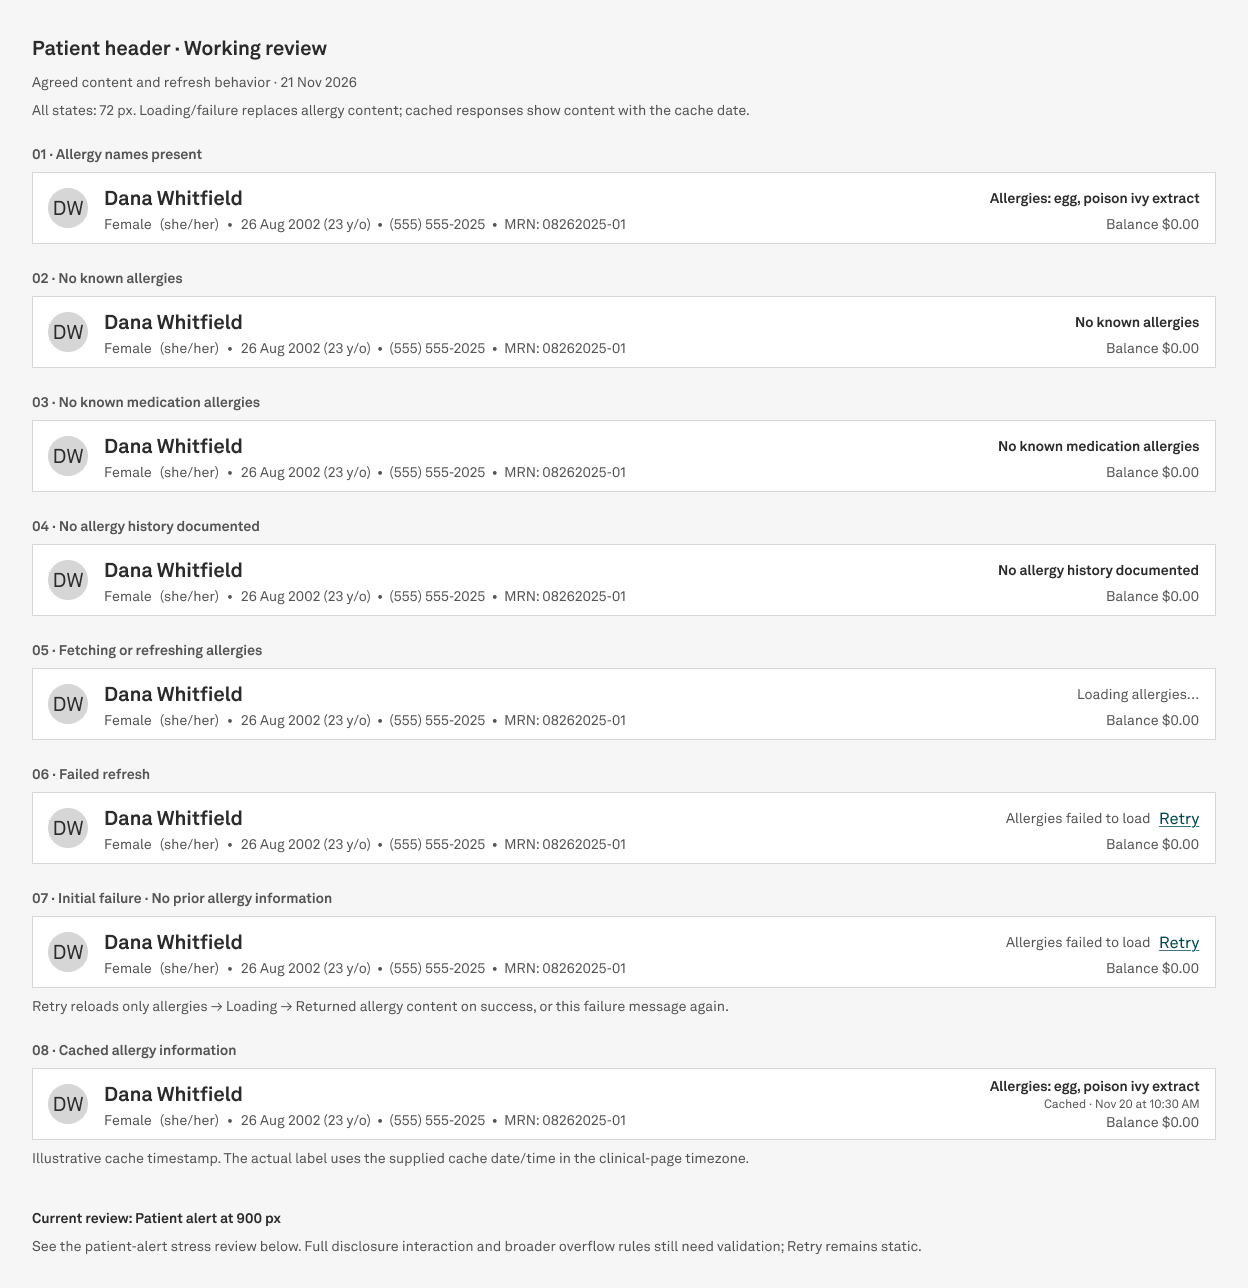 Patient header · Working review
Agreed content and refresh behavior · 21 Nov 2026
All states: 72 px. Loading/failure replaces allergy content; cached responses show content with the cache date.
01 · Allergy names present
DW
Dana Whitfield
Allergies: egg, poison ivy extract
Female (she/her) • 26 Aug 2002 (23 y/o) • (555) 555-2025 • MRN: 08262025-01
Balance $0.00
02 · No known allergies
DW
Dana Whitfield
No known allergies
Female (she/her) • 26 Aug 2002 (23 y/o) • (555) 555-2025 • MRN: 08262025-01
Balance $0.00
03 · No known medication allergies
DW
Dana Whitfield
No known medication allergies
Female (she/her) • 26 Aug 2002 (23 y/o) • (555) 555-2025 • MRN: 08262025-01
Balance $0.00
04 · No allergy history documented
DW
Dana Whitfield
No allergy history documented
Female (she/her) • 26 Aug 2002 (23 y/o) • (555) 555-2025 • MRN: 08262025-01
Balance $0.00
05 · Fetching or refreshing allergies
DW
Dana Whitfield
Loading allergies...
Female (she/her) • 26 Aug 2002 (23 y/o) • (555) 555-2025 • MRN: 08262025-01
Balance $0.00
06 · Failed refresh
DW
Dana Whitfield
Allergies failed to load Retry
Female (she/her) • 26 Aug 2002 (23 y/o) • (555) 555-2025 • MRN: 08262025-01
Balance $0.00
07 · Initial failure · No prior allergy information
DW
Dana Whitfield
Allergies failed to load Retry
Female (she/her) • 26 Aug 2002 (23 y/o) • (555) 555-2025 • MRN: 08262025-01
Balance $0.00
Retry reloads only allergies → Loading → Returned allergy content on success, or this failure message again.
08 · Cached allergy information
DW
Dana Whitfield
Allergies: egg, poison ivy extract
Cached · Nov 20 at 10:30 AM
Female (she/her) • 26 Aug 2002 (23 y/o) • (555) 555-2025 • MRN: 08262025-01
Balance $0.00
Illustrative cache timestamp. The actual label uses the supplied cache date/time in the clinical-page timezone.
Current review: Patient alert at 900 px
See the patient-alert stress review below. Full disclosure interaction and broader overflow rules still need validation; Retry remains static.